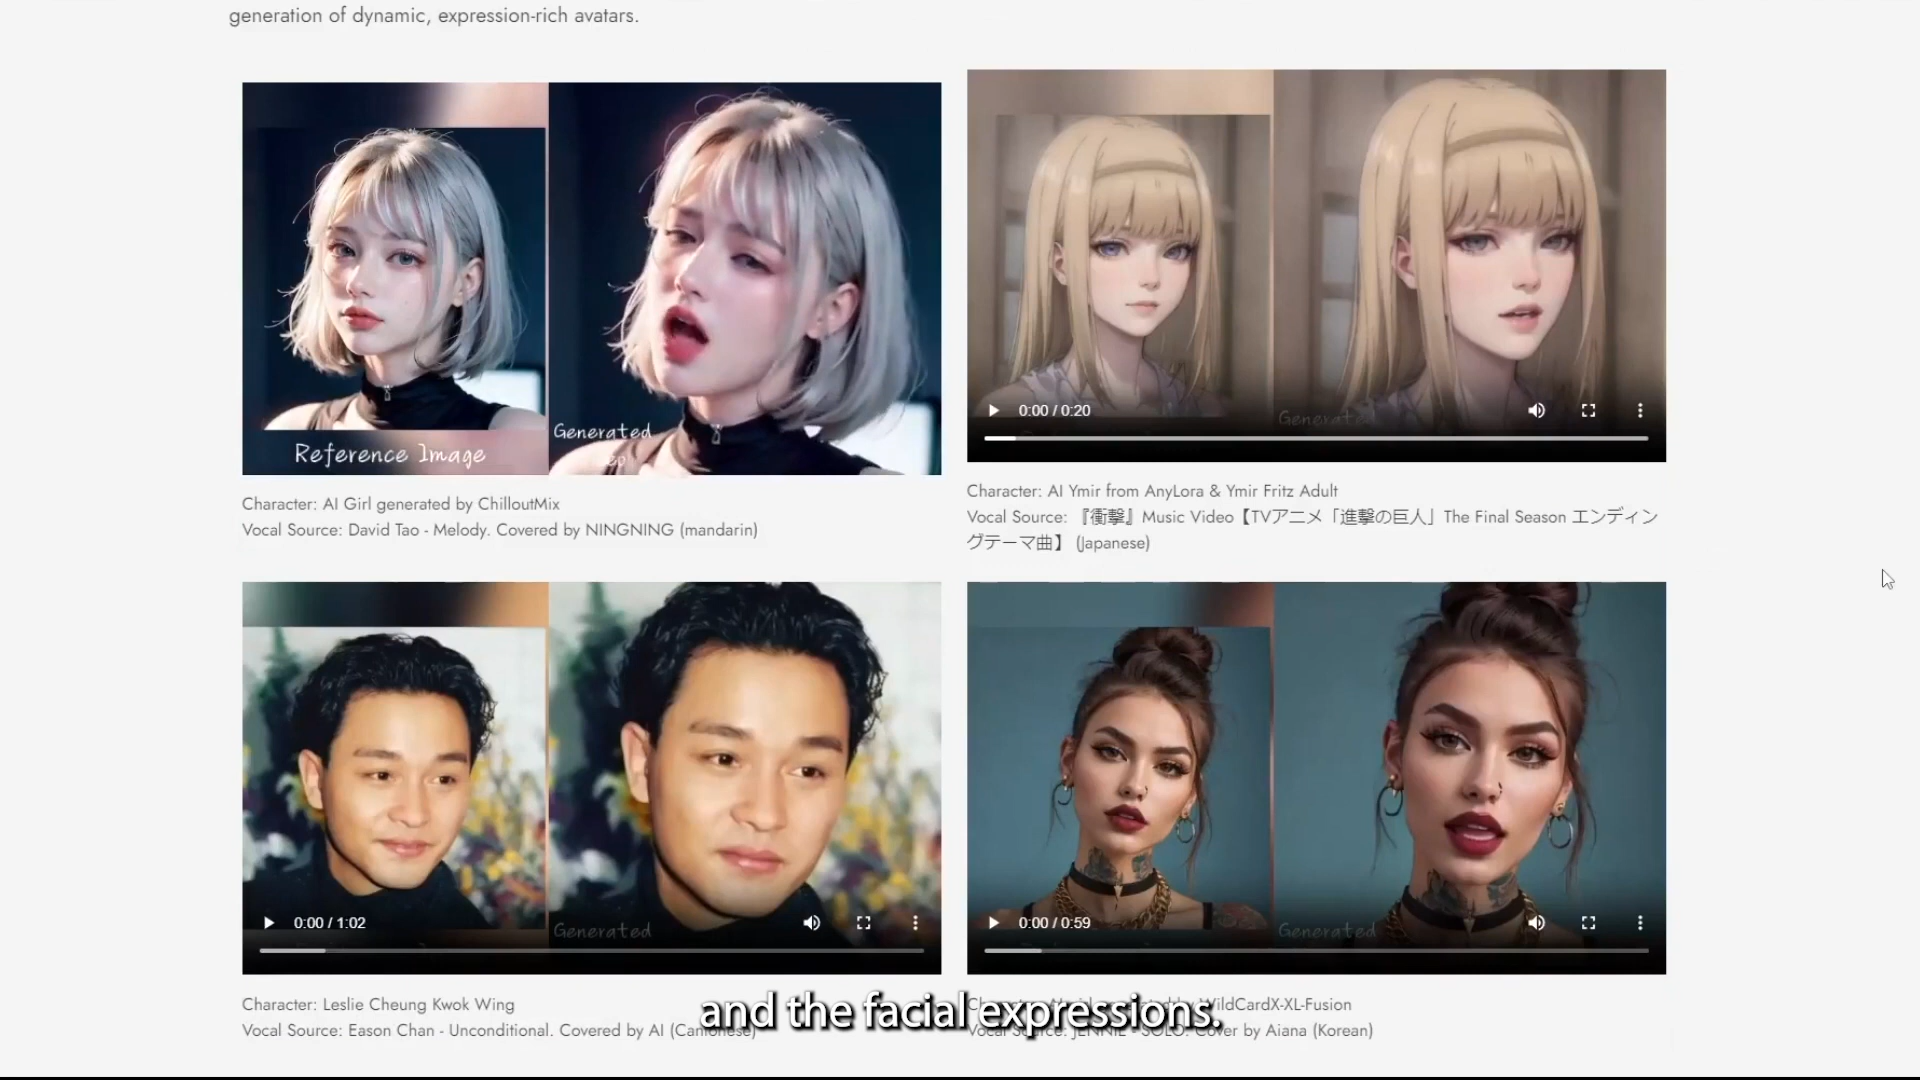 generation of dynamic, expression-rich avatars.
Reference Image
Generated
0:00 / 0:20
Generated
Character: AI Girl generated by ChilloutMix
Vocal Source: David Tao - Melody. Covered by NINGNING (mandarin)
Character: AI Ymir from AnyLora & Ymir Fritz Adult
Vocal Source: 『衝撃』Music Video【TVアニメ「進撃の巨人」The Final Season エンディン
グテーマ曲】 (Japanese)
0:00 / 1:02
Generated
0:00 / 0:59
Generated
Character: Leslie Cheung Kwok Wing
Vocal Source: Eason Chan - Unconditional. Covered by AI (Cantonese)
WildCardX-XL-Fusion
Vocal Source: JENNIE - SOLO. Cover by Aiana (Korean)
and the facial expressions.